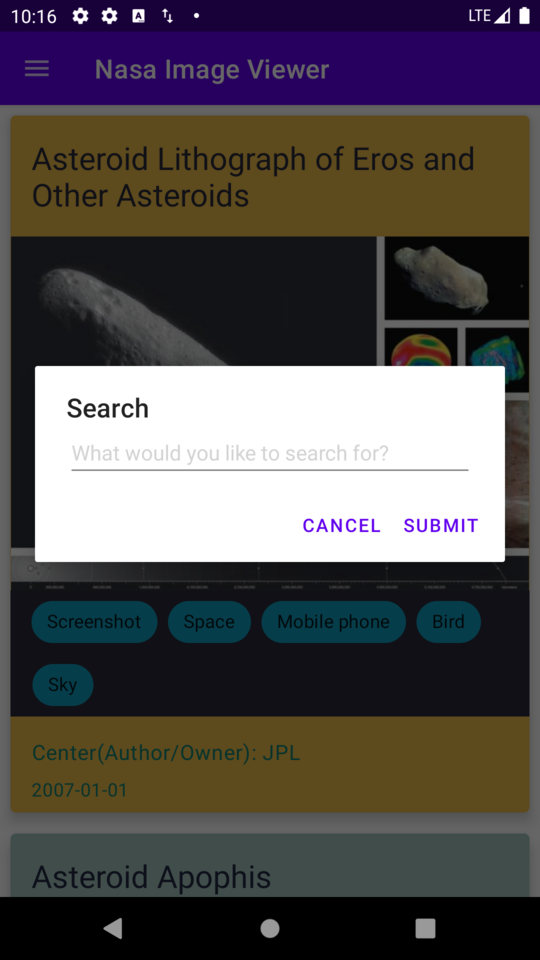 10:16
LTE
Nasa Image Viewer
Asteroid Lithograph of Eros and
Other Asteroids
Search
What would you like to search for?
CANCEL SUBMIT
Screenshot Space Mobile phone Bird
Sky
Center(Author/Owner): JPL
2007-01-01
Asteroid Apophis